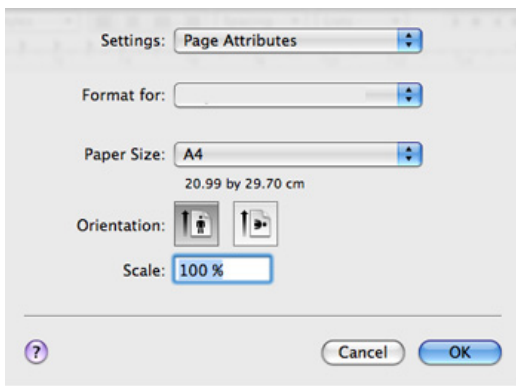 Settings: Page Attributes
Format for:
Paper Size: A4
20.99 by 29.70 cm
Orientation:
Scale: 100 %
? Cancel OK